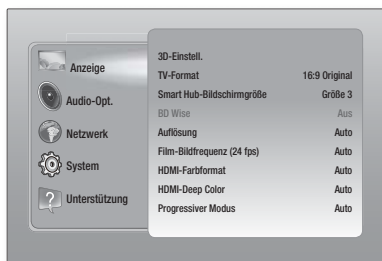 Anzeige
Audio-Opt.
Netzwerk
System
Unterstützung
3D-Einstell.
TV-Format 16:9 Original
Smart Hub-Bildschirmgröße Größe 3
BD Wise Aus
Auflösung Auto
Film-Bildfrequenz (24 fps) Auto
HDMI-Farbformat Auto
HDMI-Deep Color Auto
Progressiver Modus Auto